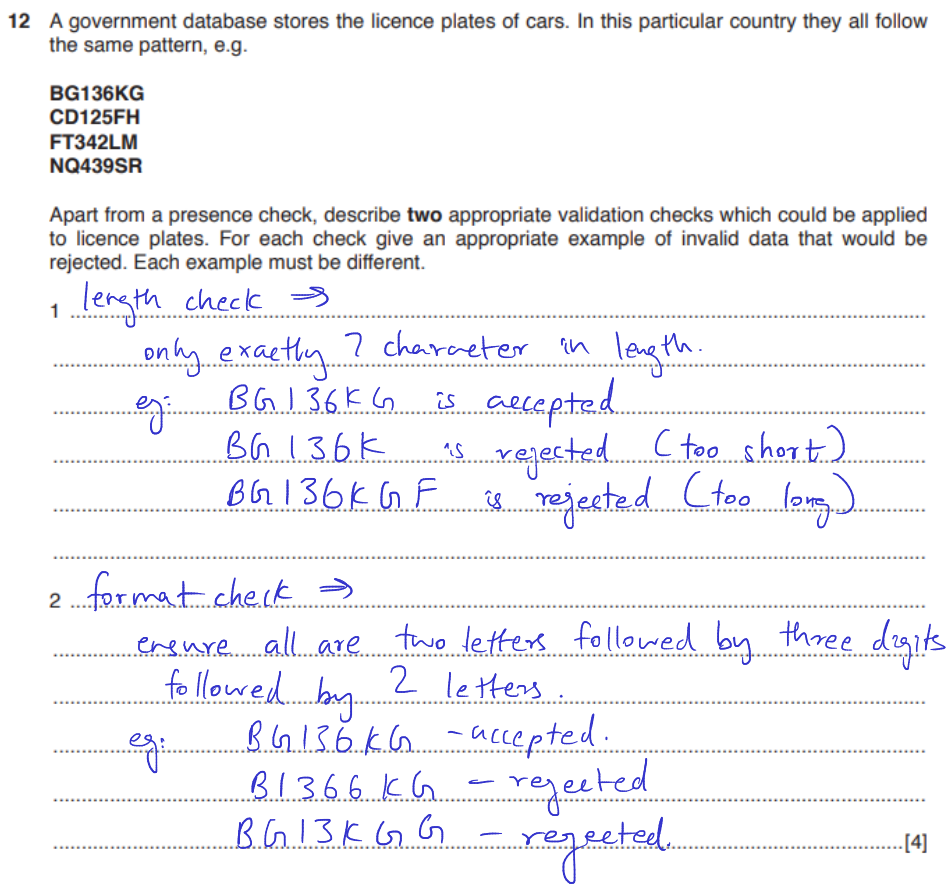 12 A government database stores the licence plates of cars. In this particular country they all follow
the same pattern, e.g.
BG136KG
CD125FH
FT342LM
NQ439SR
Apart from a presence check, describe two appropriate validation checks which could be applied
to licence plates. For each check give an appropriate example of invalid data that would be
rejected. Each example must be different.
1 length check ⇒
only exactly 7 character in length.
eg: BG136KG is accepted
BG136K is rejected (too short)
BG136KGF is rejected (too long)
2 format check ⇒
ensure all are two letters followed by three digits
followed by 2 letters.
eg: BG136KG - accepted.
B1366KG - rejected
BG13KGG - rejected.
[4]